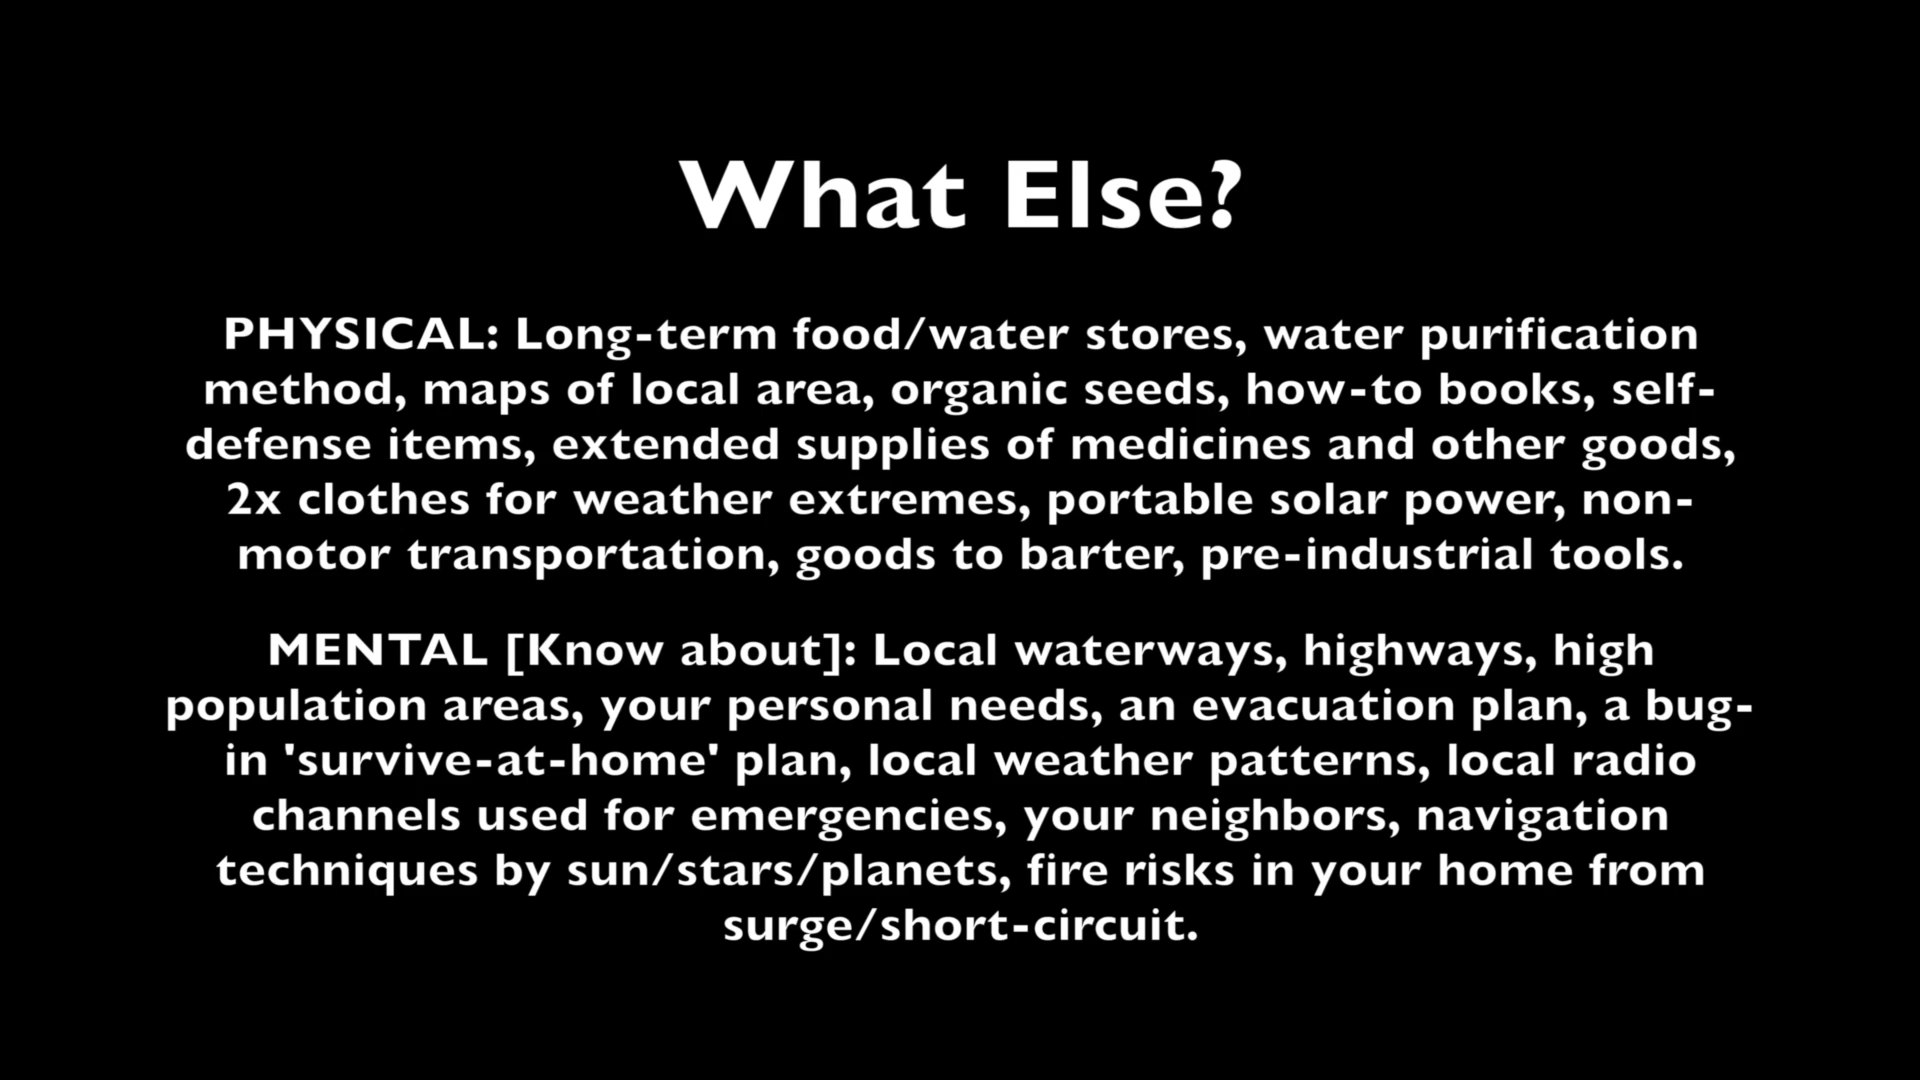 What Else?
PHYSICAL: Long-term food/water stores, water purification
method, maps of local area, organic seeds, how-to books, self-
defense items, extended supplies of medicines and other goods,
2x clothes for weather extremes, portable solar power, non-
motor transportation, goods to barter, pre-industrial tools.
MENTAL [Know about]: Local waterways, highways, high
population areas, your personal needs, an evacuation plan, a bug-
in 'survive-at-home' plan, local weather patterns, local radio
channels used for emergencies, your neighbors, navigation
techniques by sun/stars/planets, fire risks in your home from
surge/short-circuit.